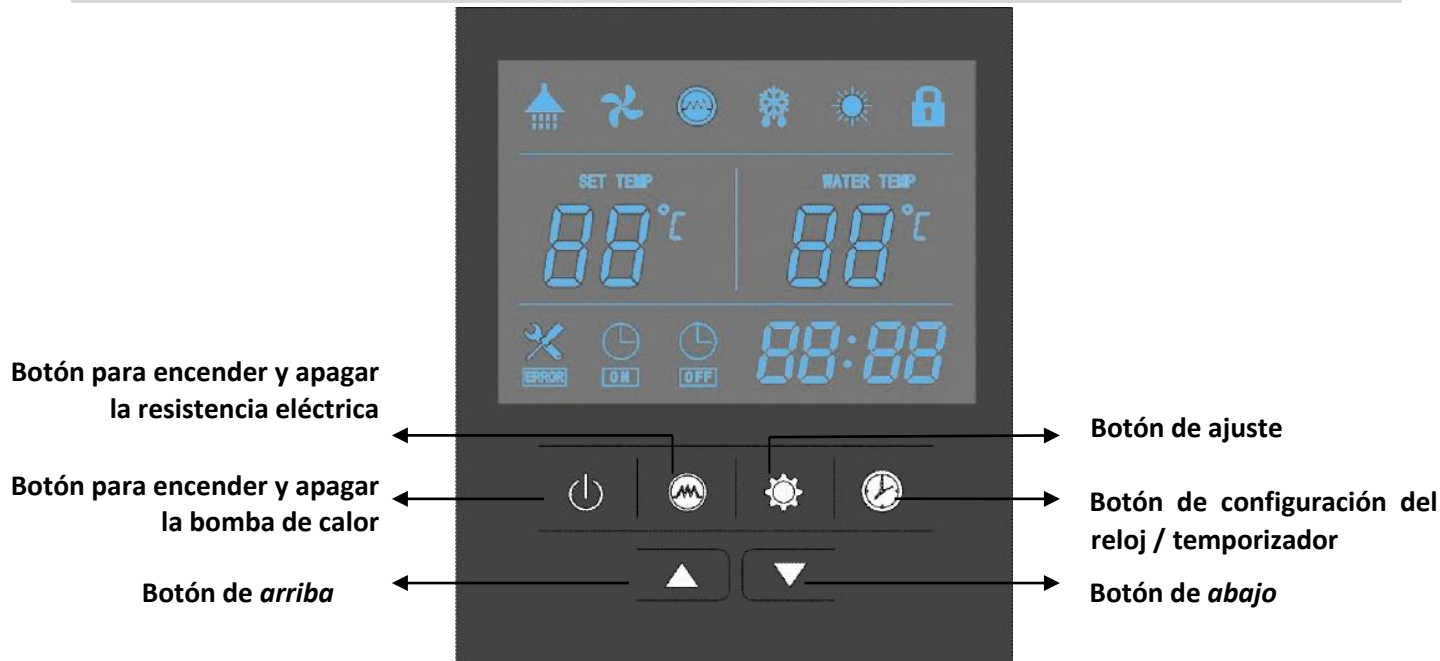 SET TEMP
WATER TEMP
88°C
88°C
ERROR
ON
OFF
88:88
Botón para encender y apagar
la resistencia eléctrica
Botón de ajuste
Botón para encender y apagar
la bomba de calor
Botón de configuración del
reloj / temporizador
Botón de arriba
Botón de abajo